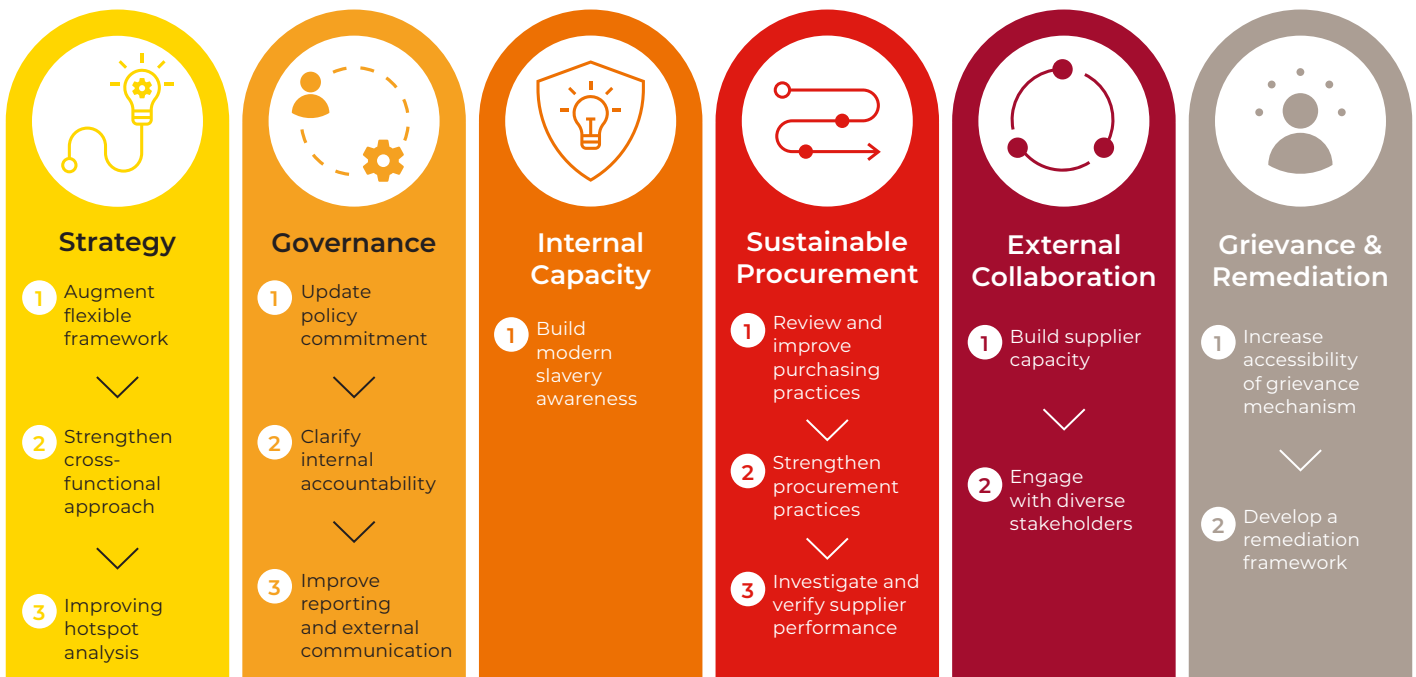 Strategy
1 Augment
flexible
framework
2 Strengthen
cross-
functional
approach
3 Improving
hotspot
analysis
Governance
1 Update
policy
commitment
2 Clarify
internal
accountability
3 Improve
reporting
and external
communication
Internal
Capacity
1 Build
modern
slavery
awareness
Sustainable
Procurement
1 Review and
improve
purchasing
practices
2 Strengthen
procurement
practices
3 Investigate and
verify supplier
performance
External
Collaboration
1 Build supplier
capacity
2 Engage
with diverse
stakeholders
Grievance &
Remediation
1 Increase
accessibility
of grievance
mechanism
2 Develop a
remediation
framework